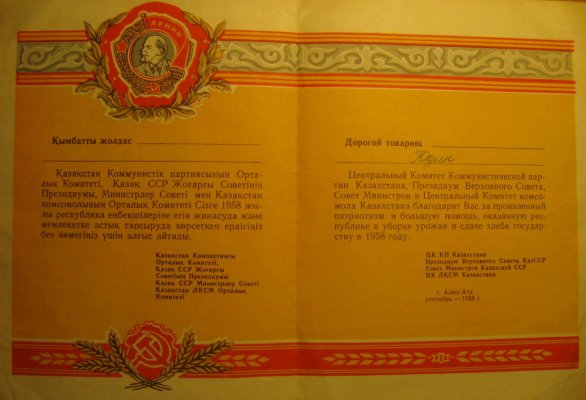 ЛЕНИН
Қымбатты жолдас
Қазақстан Коммунистік партиясының Орта-
лық Комитеті, Қазақ ССР Жоғарғы Советінің
Президиумы, Министрлер Советі мен Қазақстан
комсомолының Орталық Комитеті Сізге 1958 жы-
лы республика еңбекшілеріне егін жинасуда және
мемлекетке астық тапсыруда көрсеткен ерлігіңіз
бен көмегіңіз үшін алғыс айтады.
Қазақстан Компартиясы
Орталық Комитеті,
Қазақ ССР Жоғарғы
Советінің Президиумы
Қазақ ССР Министрлер Советі
Қазақстан ЛКСМ Орталық
Комитеті
Дорогой товарищ
Юдин
Центральный Комитет Коммунистической пар-
тии Казахстана, Президиум Верховного Совета,
Совет Министров и Центральный Комитет комсо-
мола Казахстана благодарят Вас за проявленный
патриотизм и большую помощь, оказанную рес-
публике в уборке урожая и сдаче хлеба государ-
ству в 1958 году.
ЦК КП Казахстана
Президиум Верховного Совета КазССР
Совет Министров Казахской ССР
ЦК ЛКСМ Казахстана
г. Алма-Ата
сентябрь — 1958 г.